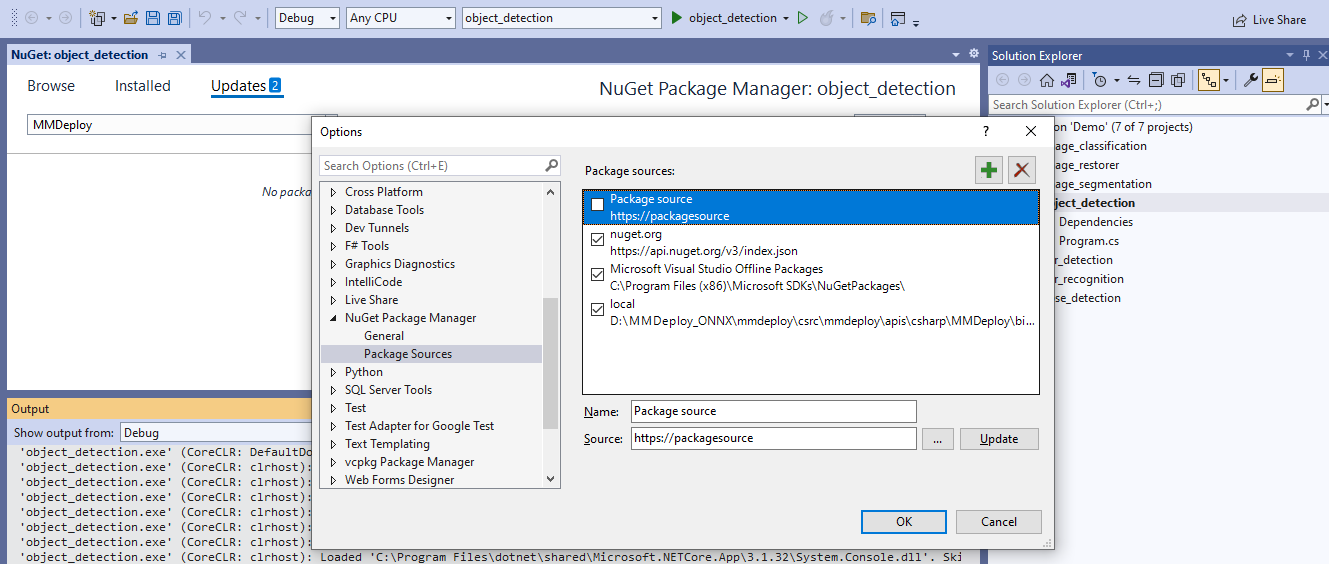 Debug
Any CPU
object_detection
object_detection
Live Share
NuGet: object_detection
Solution Explorer
Browse
Installed
Updates 2
NuGet Package Manager: object_detection
Search Solution Explorer (Ctrl+;)
MMDeploy
Options
?
'Demo' (7 of 7 projects)
Search Options (Ctrl+E)
Package sources:
Cross Platform
Database Tools
Dev Tunnels
F# Tools
Graphics Diagnostics
IntelliCode
Live Share
NuGet Package Manager
General
Package Sources
Python
SQL Server Tools
Test
Test Adapter for Google Test
Text Templating
vcpkg Package Manager
Web Forms Designer
Package source
https://packagesource
nuget.org
https://api.nuget.org/v3/index.json
Microsoft Visual Studio Offline Packages
C:\Program Files (x86)\Microsoft SDKs\NuGetPackages\
local
D:\MMDeploy_ONNX\mmdeploy\csrc\mmdeploy\apis\csharp\MMDeploy\bi...
Name: Package source
Source: https://packagesource
...
Update
OK
Cancel
age_classification
age_restorer
age_segmentation
ject_detection
Dependencies
Program.cs
r_detection
r_recognition
se_detection
No packa
Output
Show output from: Debug
'object_detection.exe' (CoreCLR: DefaultDo
'object_detection.exe' (CoreCLR: clrhost):
'object_detection.exe' (CoreCLR: clrhost):
'object_detection.exe' (CoreCLR: clrhost):
'object_detection.exe' (CoreCLR: clrhost):
'object_detection.exe' (CoreCLR: clrhost):
'object_detection.exe' (CoreCLR: clrhost):
'object_detection.exe' (CoreCLR: clrhost): Loaded 'C:\Program Files\dotnet\shared\Microsoft.NETCore.App\3.1.32\System.Console.dll'. Ski